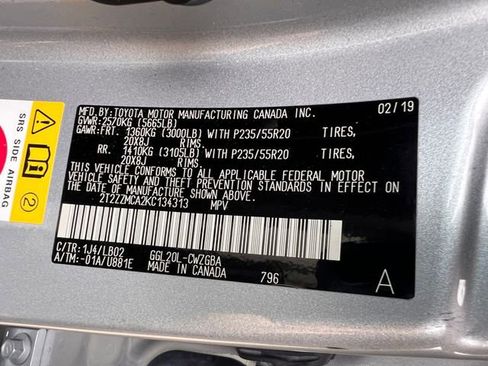 MFD. BY: TOYOTA MOTOR MANUFACTURING CANADA INC. 02/19
GVWR: 2570KG (5665LB)
GAWR: FRT. 1360KG (3000LB) WITH P235/55R20 TIRES,
20X8J RIMS.
RR. 1410KG (3105LB) WITH P235/55R20 TIRES,
20X8J RIMS.
THIS VEHICLE CONFORMS TO ALL APPLICABLE FEDERAL MOTOR
VEHICLE SAFETY AND BUMPER STANDARDS IN EFFECT ON THE
DATE OF MANUFACTURE SHOWN ABOVE.
2T2ZZMCA2KC134313 MPV
C/TR: 1J4/LB02 GGL20L-CWZGBA
A/TM: -01A/U881E MADE IN CANADA 796 A
SRS SIDE AIRBAG
2